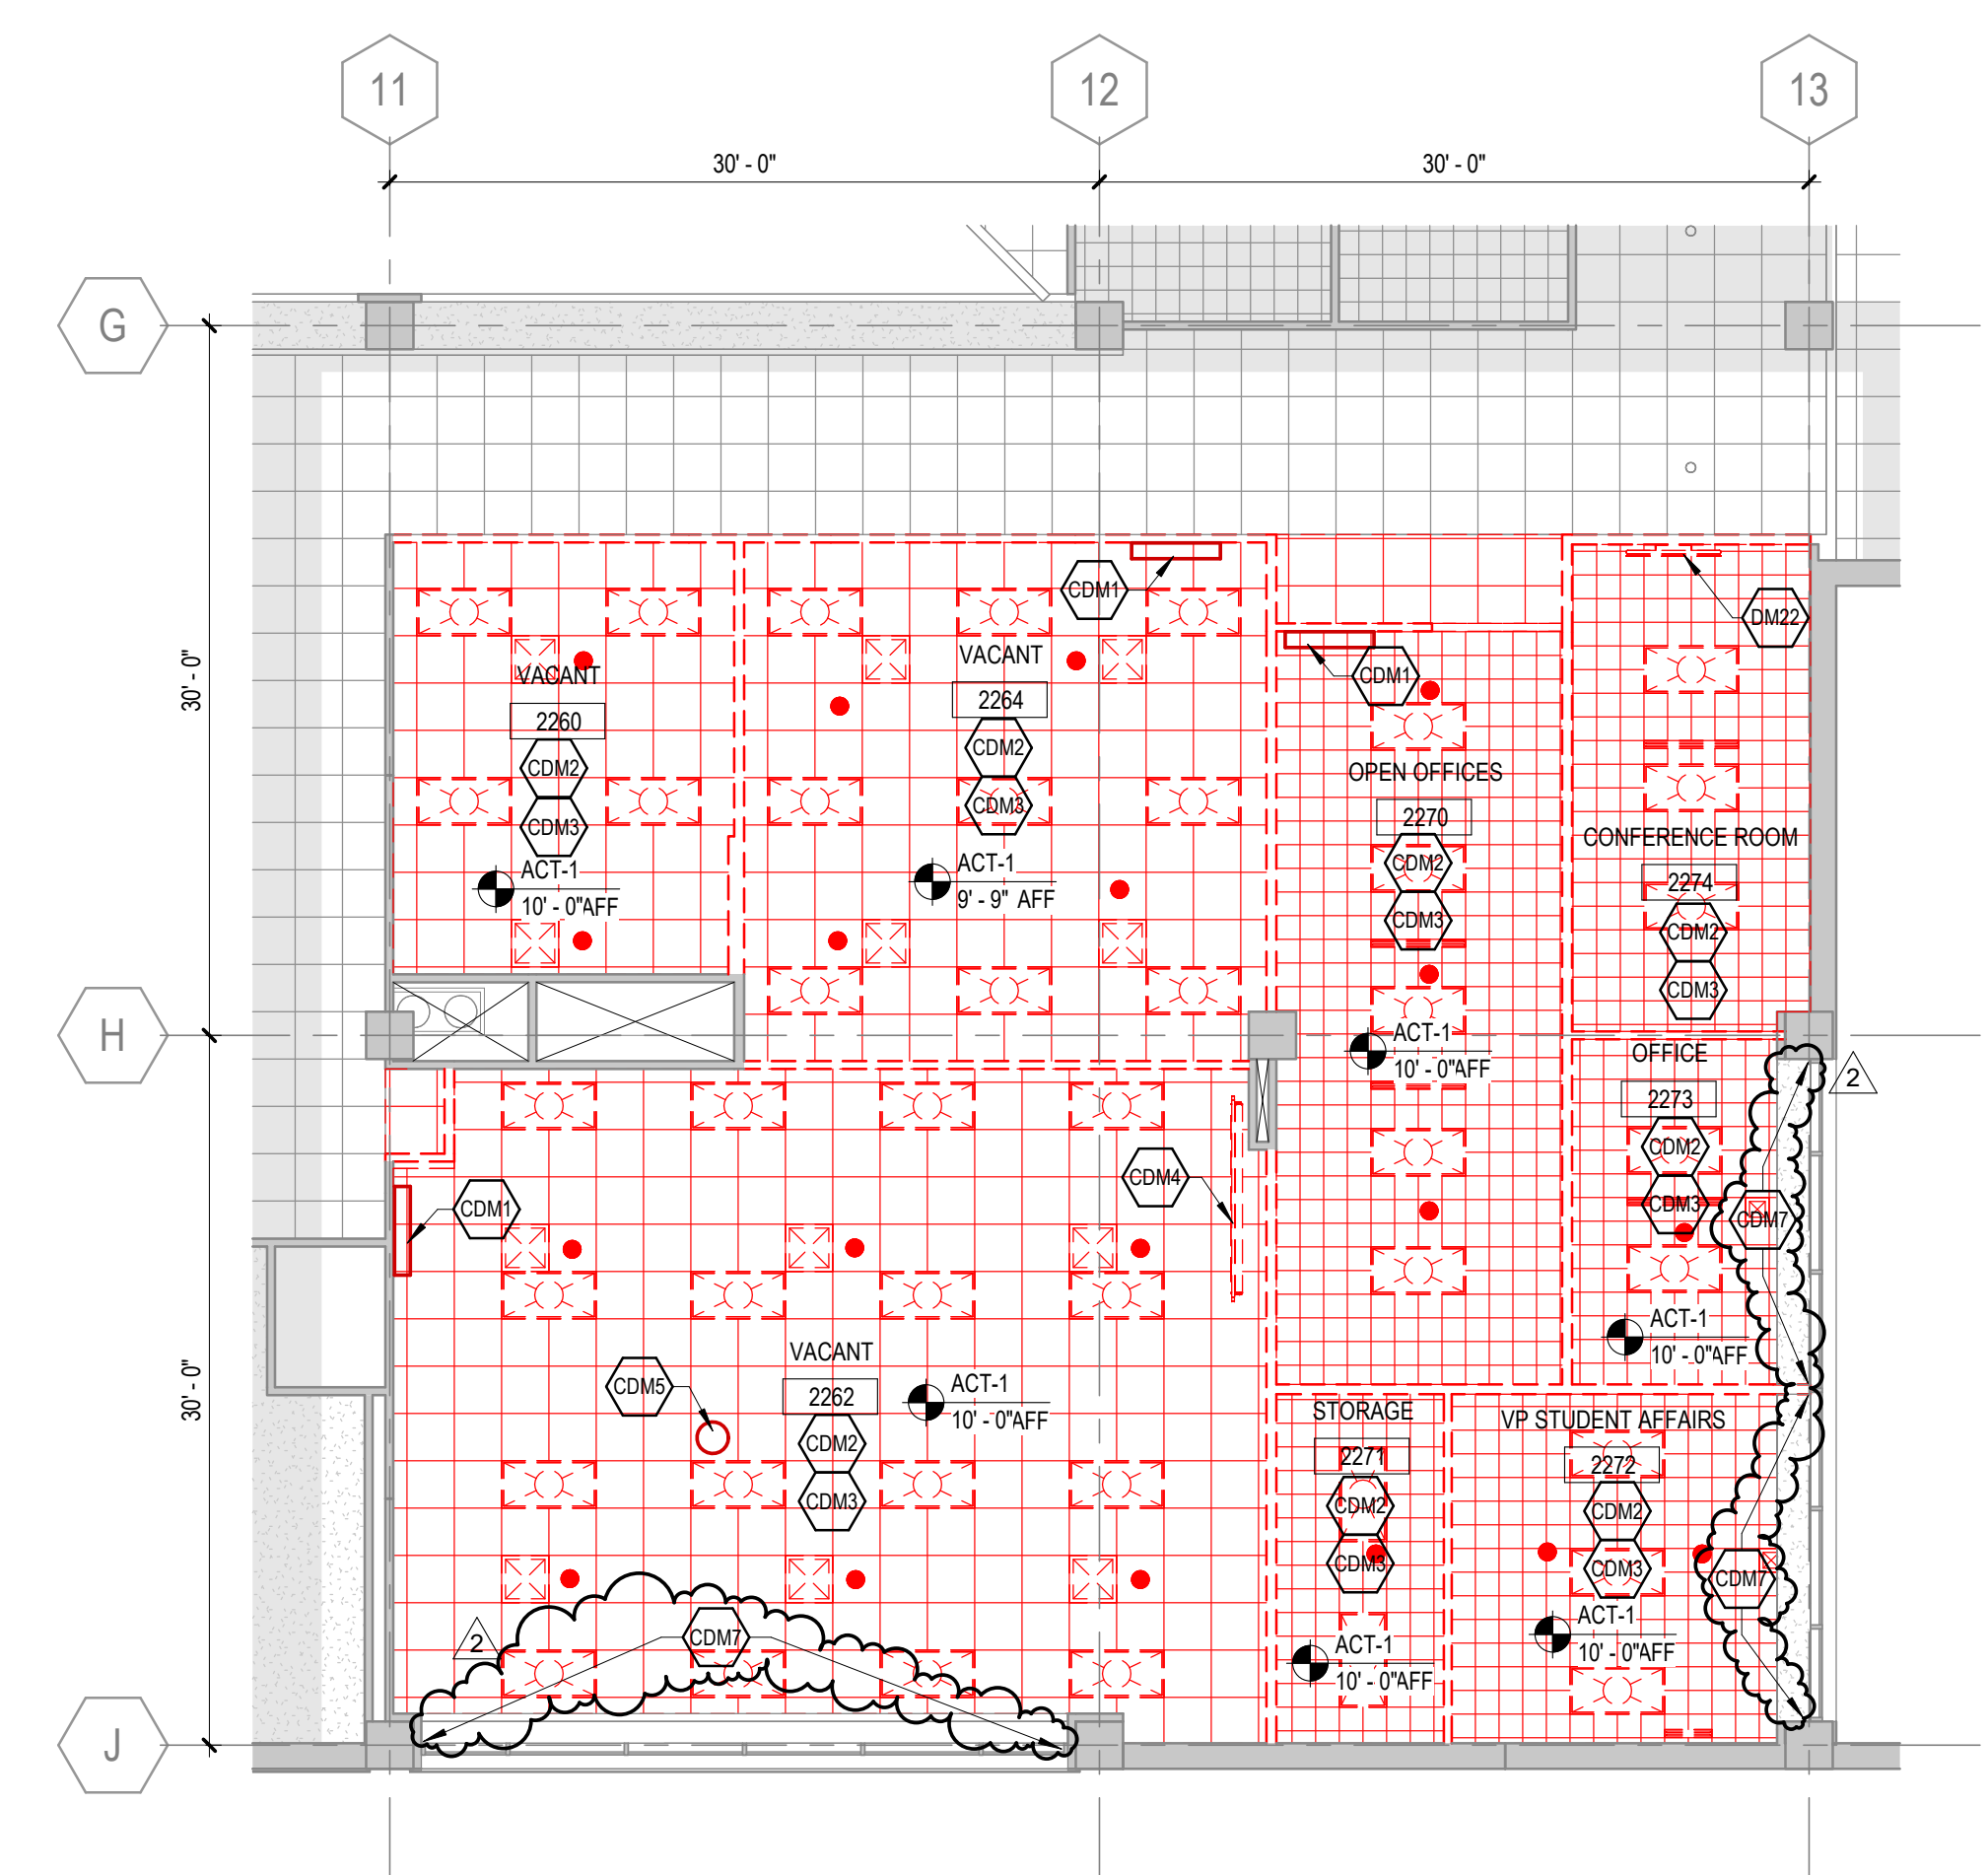 11
12
13
30' - 0"
30' - 0"
G
30' - 0"
H
30' - 0"
J
CDM1
DM22
VACANT
2260
CDM2
CDM3
ACT-1
10' - 0"AFF
VACANT
2264
CDM2
CDM3
ACT-1
9' - 9" AFF
CDM1
OPEN OFFICES
2270
CDM2
CDM3
ACT-1
10' - 0"AFF
CONFERENCE ROOM
2274
CDM2
CDM3
OFFICE
2273
CDM2
CDM3
CDM7
2
ACT-1
10' - 0"AFF
CDM1
CDM4
CDM5
VACANT
2262
CDM2
CDM3
ACT-1
10' - 0"AFF
STORAGE
2271
CDM2
CDM3
ACT-1
10' - 0"AFF
VP STUDENT AFFAIRS
2272
CDM2
CDM3
CDM7
ACT-1
10' - 0"AFF
2
CDM7